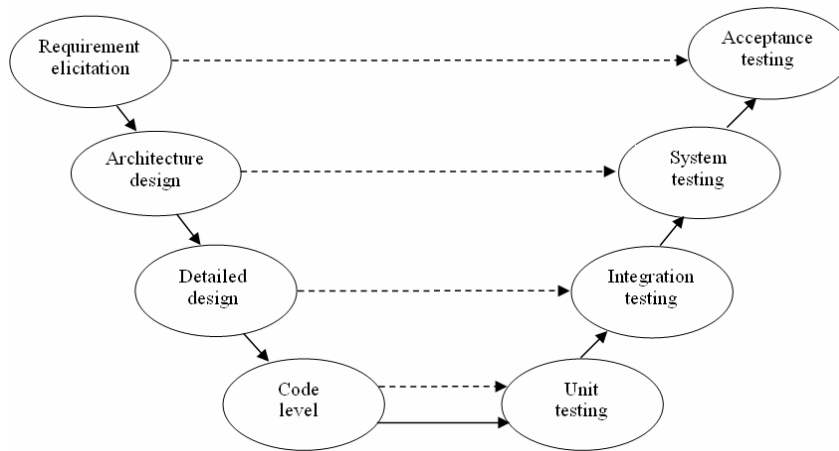 Requirement
elicitation
Acceptance
testing
Architecture
design
System
testing
Detailed
design
Integration
testing
Code
level
Unit
testing